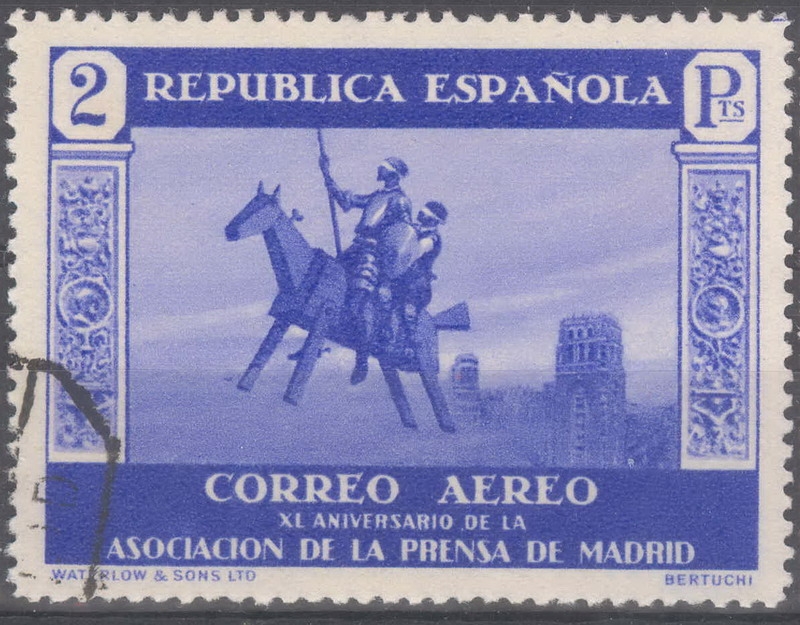 2 REPUBLICA ESPAÑOLA PTS
CORREO AEREO
XL ANIVERSARIO DE LA
ASOCIACION DE LA PRENSA DE MADRID
WATERLOW & SONS LTD BERTUCHI